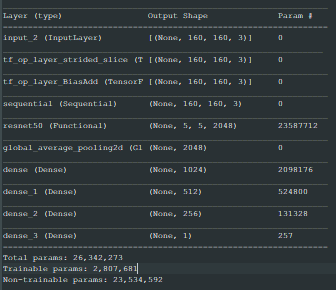 Layer (type) Output Shape Param #
input_2 (InputLayer) [(None, 160, 160, 3)] 0
tf_op_layer_strided_slice (T [(None, 160, 160, 3)] 0
tf_op_layer_BiasAdd (TensorF [(None, 160, 160, 3)] 0
sequential (Sequential) (None, 160, 160, 3) 0
resnet50 (Functional) (None, 5, 5, 2048) 23587712
global_average_pooling2d (Gl (None, 2048) 0
dense (Dense) (None, 1024) 2098176
dense_1 (Dense) (None, 512) 524800
dense_2 (Dense) (None, 256) 131328
dense_3 (Dense) (None, 1) 257
Total params: 26,342,273
Trainable params: 2,807,681
Non-trainable params: 23,534,592